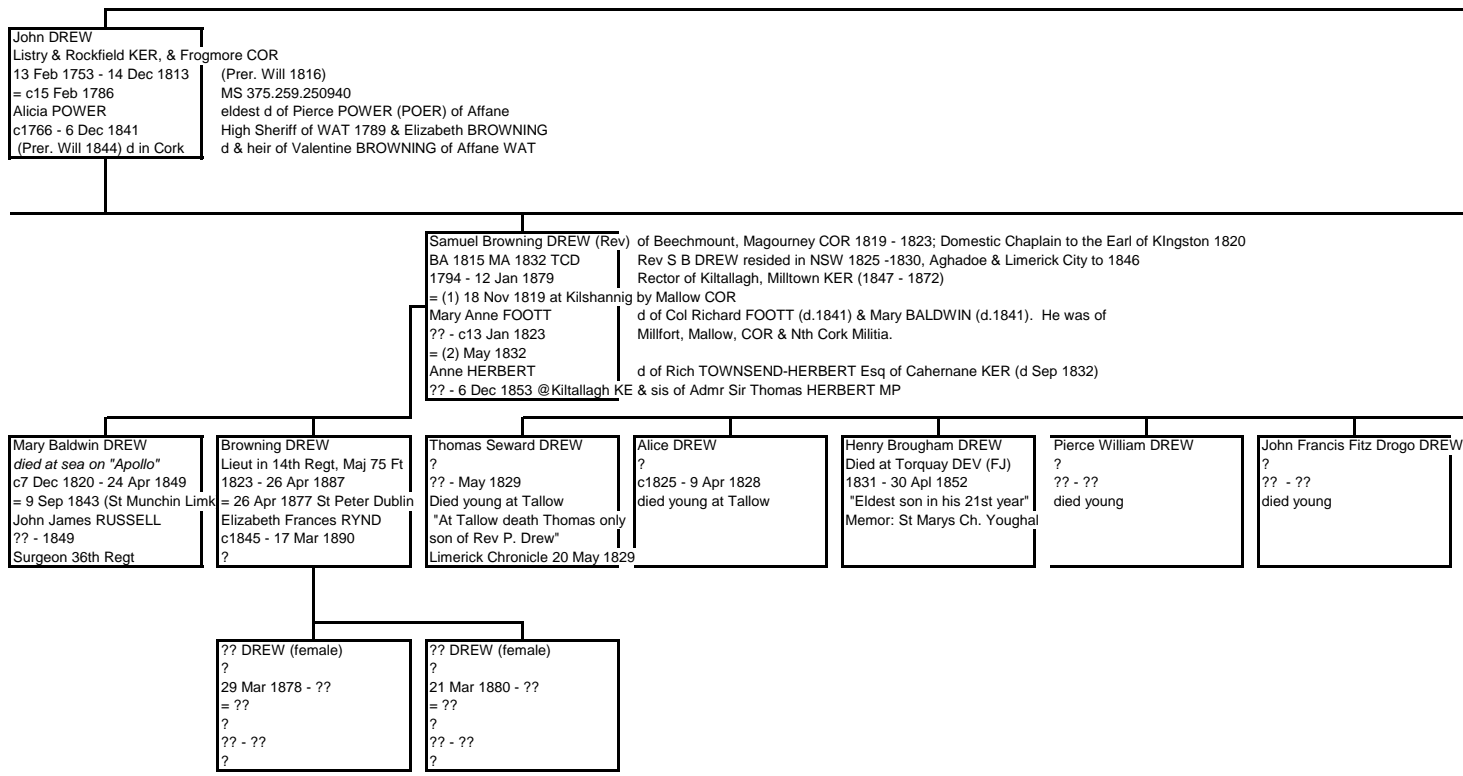 John DREW
Listry & Rockfield KER, & Frogmore COR
13 Feb 1753 - 14 Dec 1813 (Prer. Will 1816)
= c15 Feb 1786 MS 375.259.250940
Alicia POWER eldest d of Pierce POWER (POER) of Affane
c1766 - 6 Dec 1841 High Sheriff of WAT 1789 & Elizabeth BROWNING
(Prer. Will 1844) d in Cork d & heir of Valentine BROWNING of Affane WAT
Samuel Browning DREW (Rev) of Beechmount, Magourney COR 1819 - 1823; Domestic Chaplain to the Earl of KIngston 1820
BA 1815 MA 1832 TCD Rev S B DREW resided in NSW 1825 -1830, Aghadoe & Limerick City to 1846
1794 - 12 Jan 1879 Rector of Kiltallagh, Milltown KER (1847 - 1872)
= (1) 18 Nov 1819 at Kilshannig by Mallow COR
Mary Anne FOOTT d of Col Richard FOOTT (d.1841) & Mary BALDWIN (d.1841). He was of
?? - c13 Jan 1823 Millfort, Mallow, COR & Nth Cork Militia.
= (2) May 1832
Anne HERBERT d of Rich TOWNSEND-HERBERT Esq of Cahernane KER (d Sep 1832)
?? - 6 Dec 1853 @Kiltallagh KE & sis of Admr Sir Thomas HERBERT MP
Mary Baldwin DREW
died at sea on "Apollo"
c7 Dec 1820 - 24 Apr 1849
= 9 Sep 1843 (St Munchin Limk
John James RUSSELL
?? - 1849
Surgeon 36th Regt
Browning DREW
Lieut in 14th Regt, Maj 75 Ft
1823 - 26 Apr 1887
= 26 Apr 1877 St Peter Dublin
Elizabeth Frances RYND
c1845 - 17 Mar 1890
?
Thomas Seward DREW
?
?? - May 1829
Died young at Tallow
"At Tallow death Thomas only
son of Rev P. Drew"
Limerick Chronicle 20 May 1829
Alice DREW
?
c1825 - 9 Apr 1828
died young at Tallow
Henry Brougham DREW
Died at Torquay DEV (FJ)
1831 - 30 Apl 1852
"Eldest son in his 21st year"
Memor: St Marys Ch. Youghal
Pierce William DREW
?
?? - ??
died young
John Francis Fitz Drogo DREW
?
?? - ??
died young
?? DREW (female)
?
29 Mar 1878 - ??
= ??
?
?? - ??
?
?? DREW (female)
?
21 Mar 1880 - ??
= ??
?
?? - ??
?